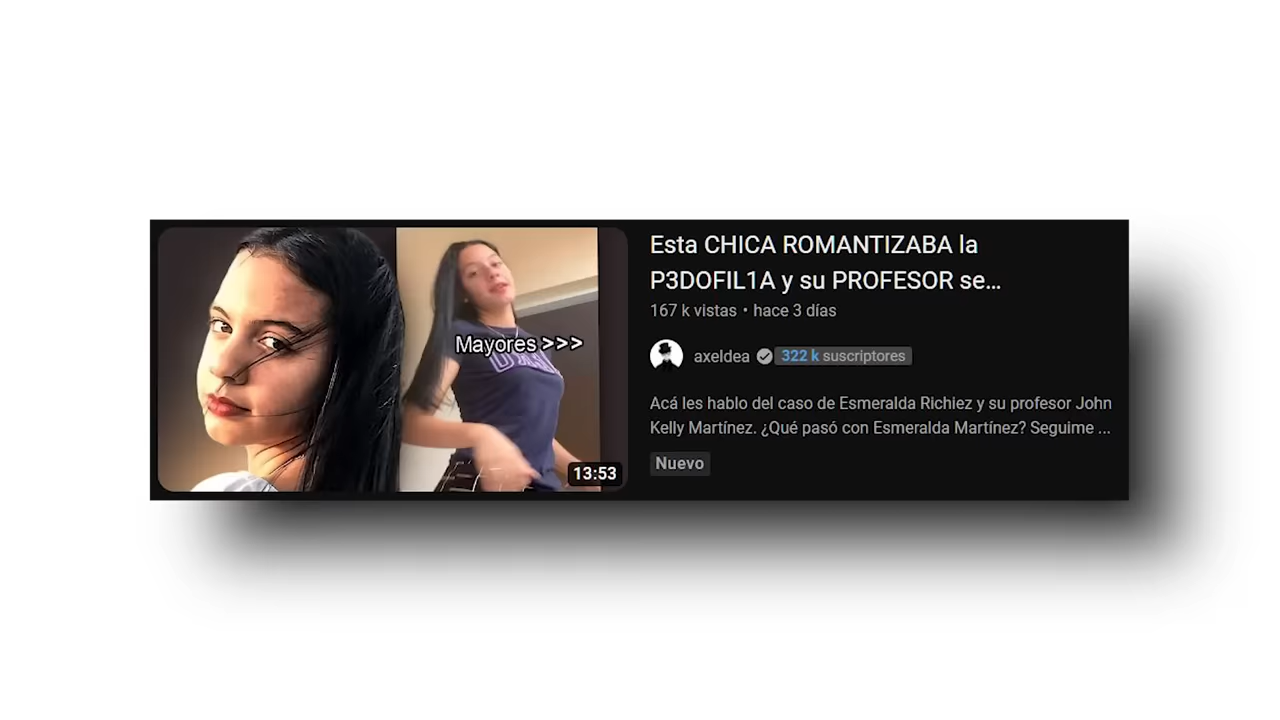 Mayores >>>
13:53
Esta CHICA ROMANTIZABA la
P3DOFIL1A y su PROFESOR se...
167 k vistas • hace 3 días
axeldea 322 k suscriptores
Acá les hablo del caso de Esmeralda Richiez y su profesor John
Kelly Martínez. ¿Qué pasó con Esmeralda Martínez? Seguime ...
Nuevo